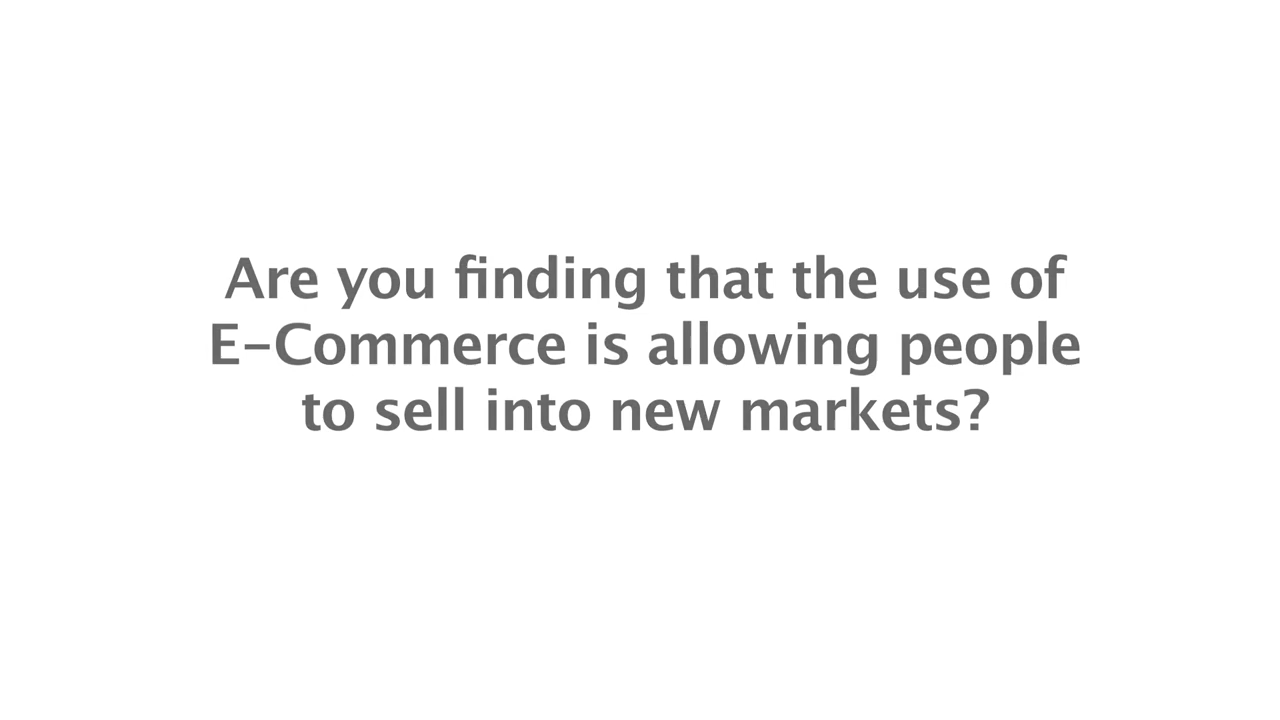 Are you finding that the use of
E-Commerce is allowing people
to sell into new markets?